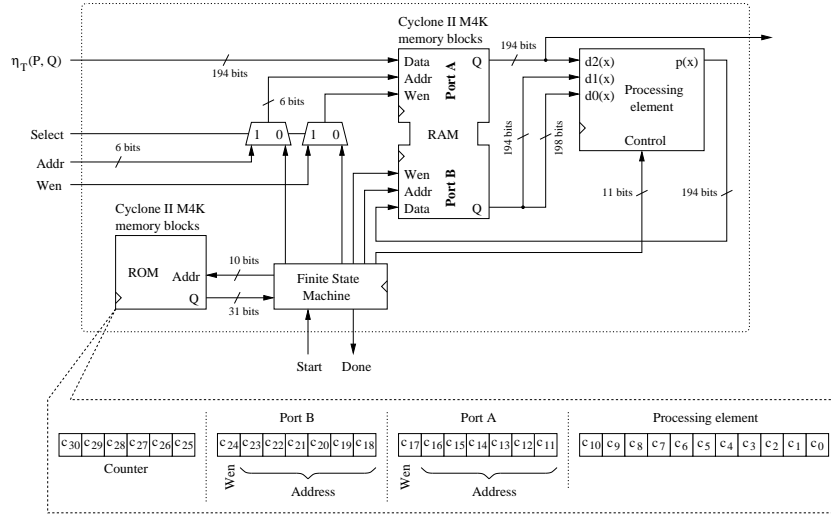 Cyclone II M4K
memory blocks
η_T(P, Q)
194 bits
Data
Addr
Wen
Port A
Q
194 bits
d2(x)
d1(x)
d0(x)
p(x)
Processing
element
Control
6 bits
Select
1 0
1 0
RAM
Addr
6 bits
Wen
194 bits
198 bits
Wen
Addr
Data
Port B
Q
11 bits
194 bits
Cyclone II M4K
memory blocks
ROM
Addr
Q
10 bits
31 bits
Finite State
Machine
Start
Done
Port B
Port A
Processing element
c30 c29 c28 c27 c26 c25
c24 c23 c22 c21 c20 c19 c18
c17 c16 c15 c14 c13 c12 c11
c10 c9 c8 c7 c6 c5 c4 c3 c2 c1 c0
Counter
Wen
Address
Wen
Address